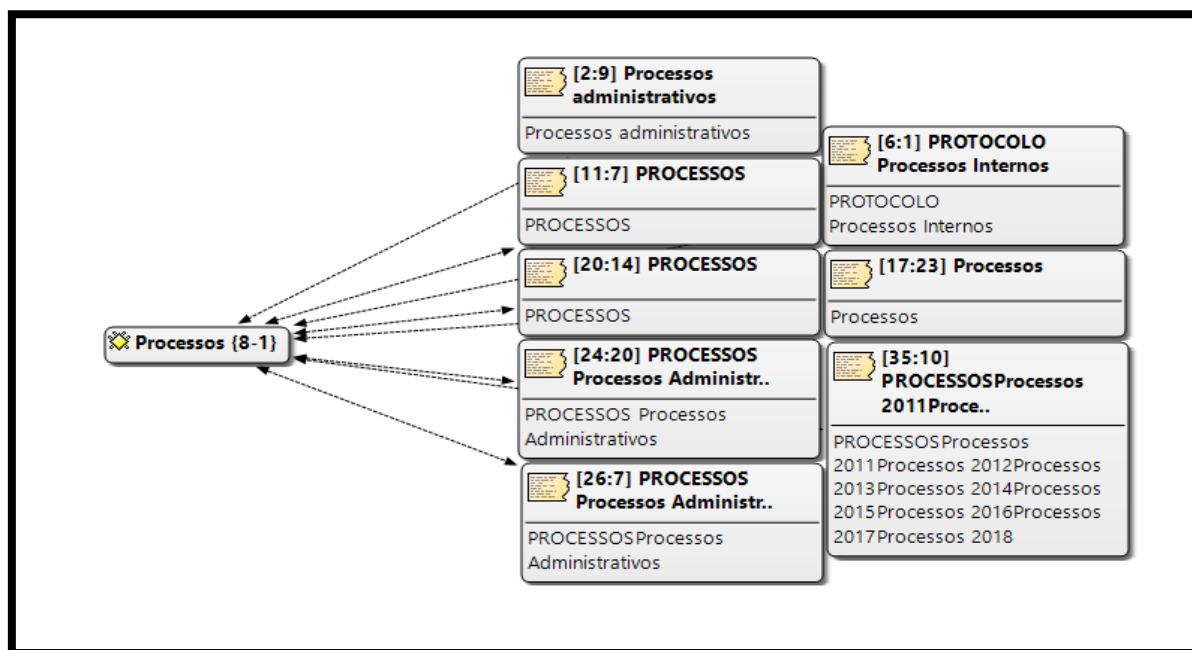 Processos {8-1}
[2:9] Processos
administrativos
Processos administrativos
[11:7] PROCESSOS
PROCESSOS
[20:14] PROCESSOS
PROCESSOS
[24:20] PROCESSOS
Processos Administr..
PROCESSOS Processos
Administrativos
[26:7] PROCESSOS
Processos Administr..
PROCESSOSProcessos
Administrativos
[6:1] PROTOCOLO
Processos Internos
PROTOCOLO
Processos Internos
[17:23] Processos
Processos
[35:10]
PROCESSOSProcessos
2011Proce..
PROCESSOSProcessos
2011Processos 2012Processos
2013Processos 2014Processos
2015Processos 2016Processos
2017Processos 2018